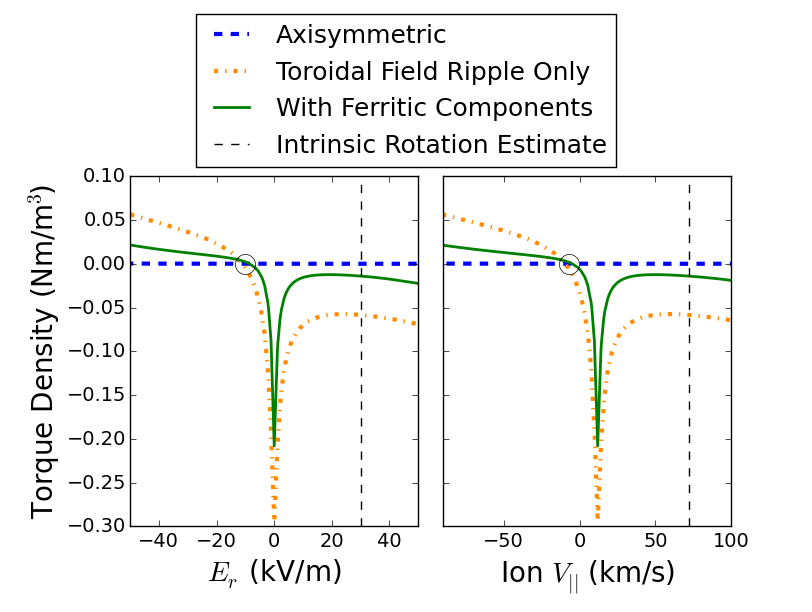 Axisymmetric
Toroidal Field Ripple Only
With Ferritic Components
Intrinsic Rotation Estimate
Torque Density (Nm/m³)
0.10
0.05
0.00
−0.05
−0.10
−0.15
−0.20
−0.25
−0.30
−40 −20 0 20 40
−50 0 50 100
E_r (kV/m)
Ion V_|| (km/s)